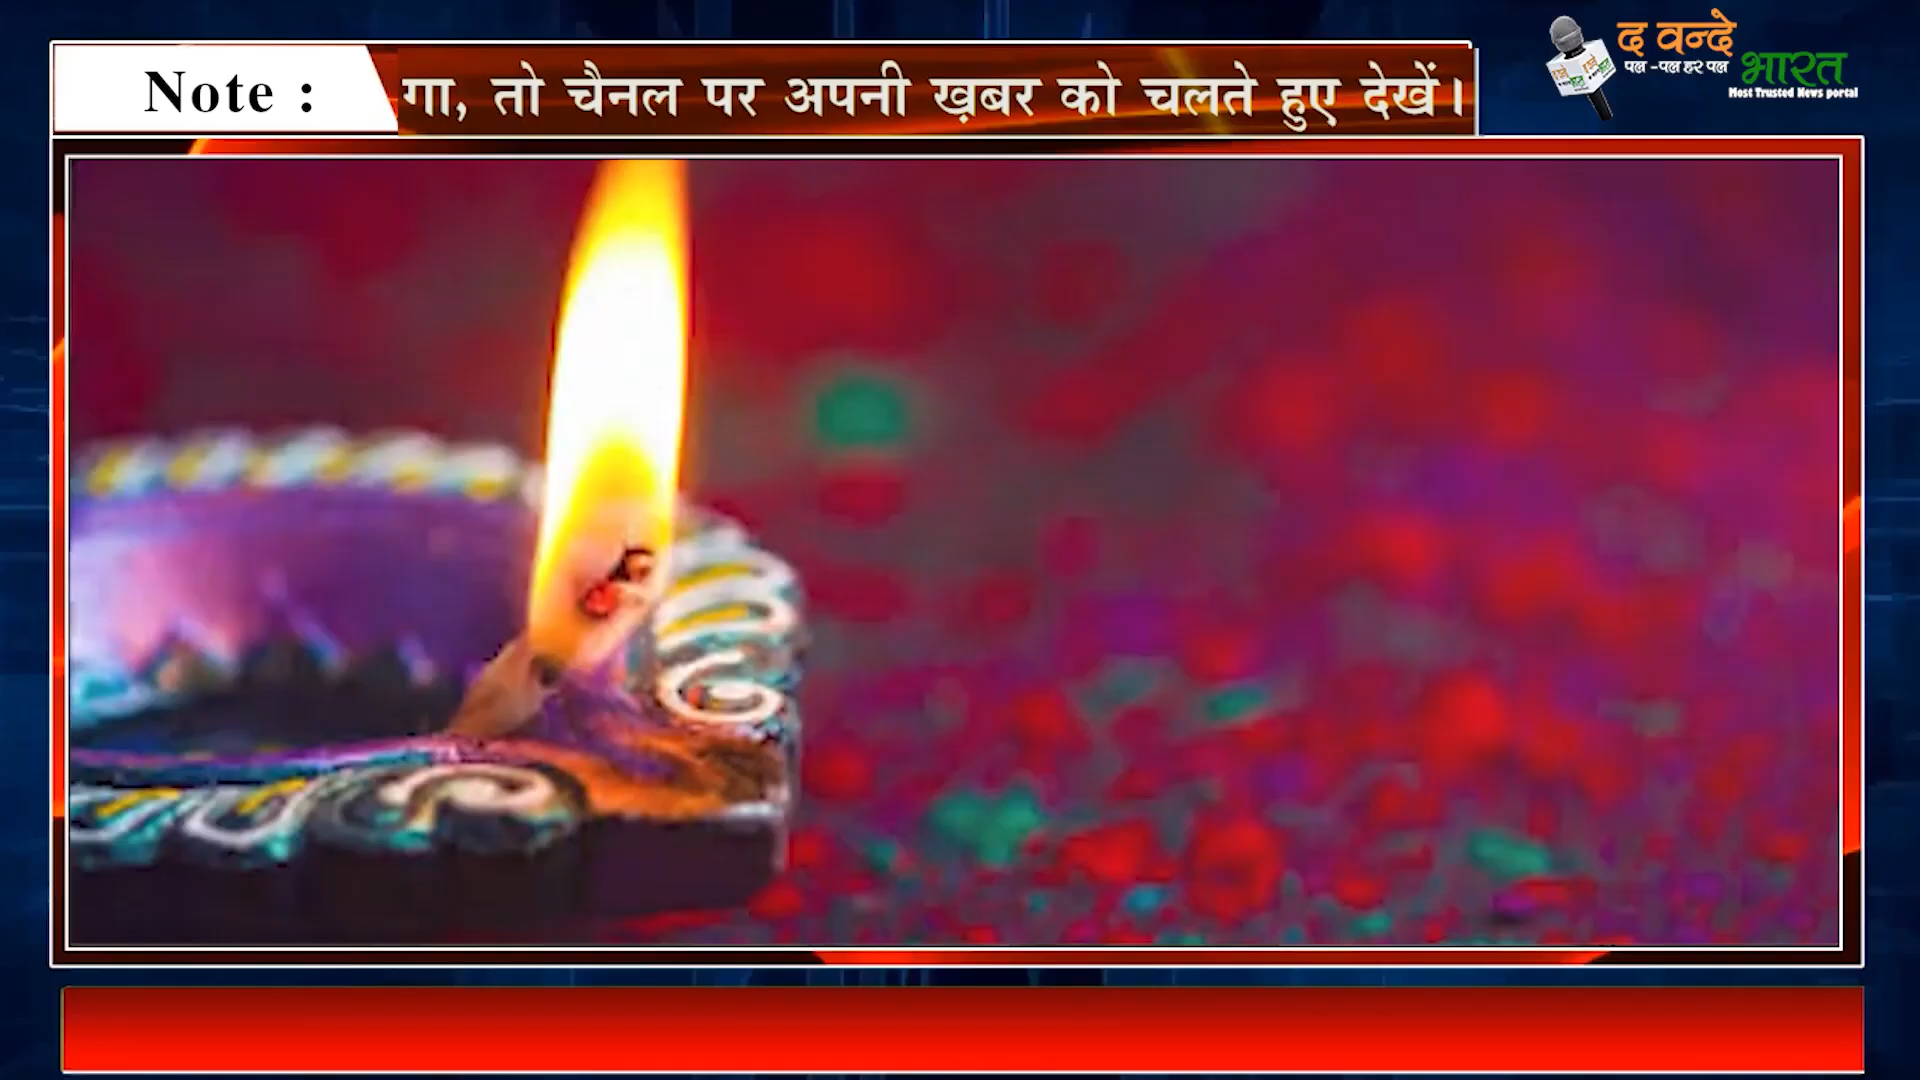 Note :
गा, तो चैनल पर अपनी ख़बर को चलते हुए देखें।
द वन्दे
पल -पल हर पल
भारत
Most Trusted News portal